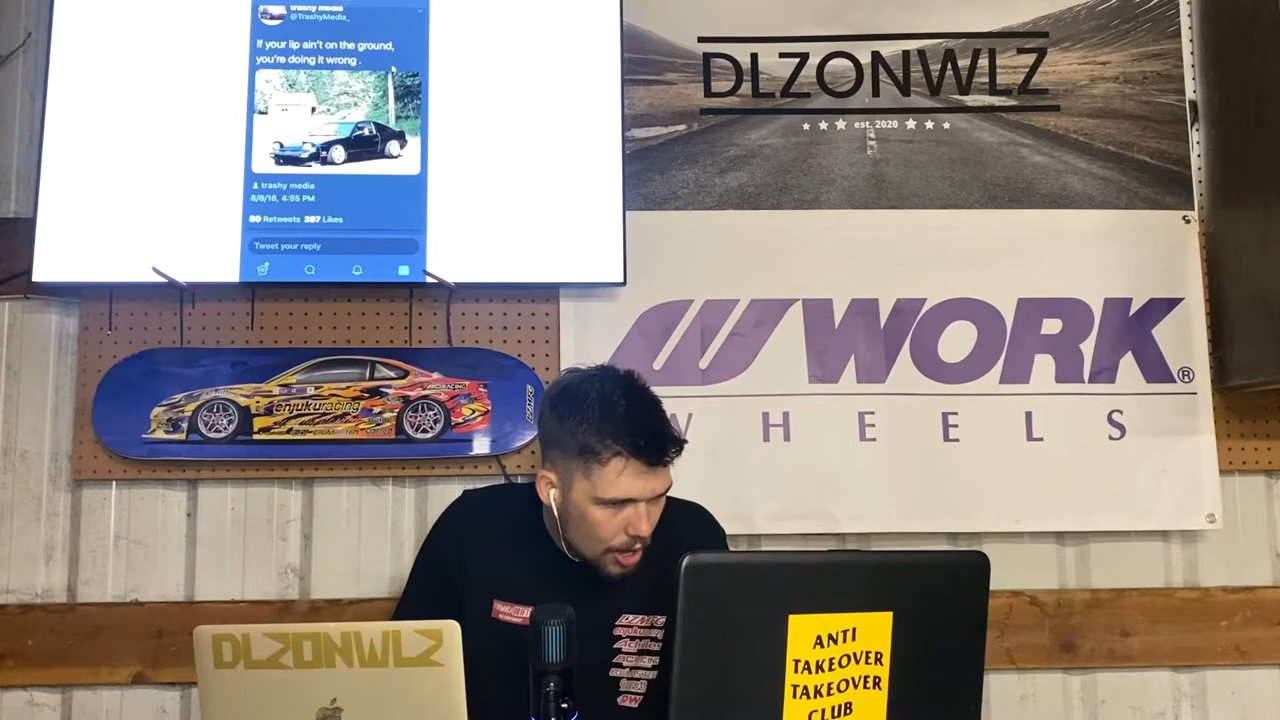 trashy media
@TrashyMedia_
If your lip ain't on the ground,
you're doing it wrong .
trashy media
8/8/18, 4:55 PM
80 Retweets 397 Likes
Tweet your reply
DLZONWLZ
est. 2020
WORK®
WHEELS
enjukuracing
DLZONWLZ
ANTI
TAKEOVER
TAKEOVER
CLUB
enjukuracing
Achilles